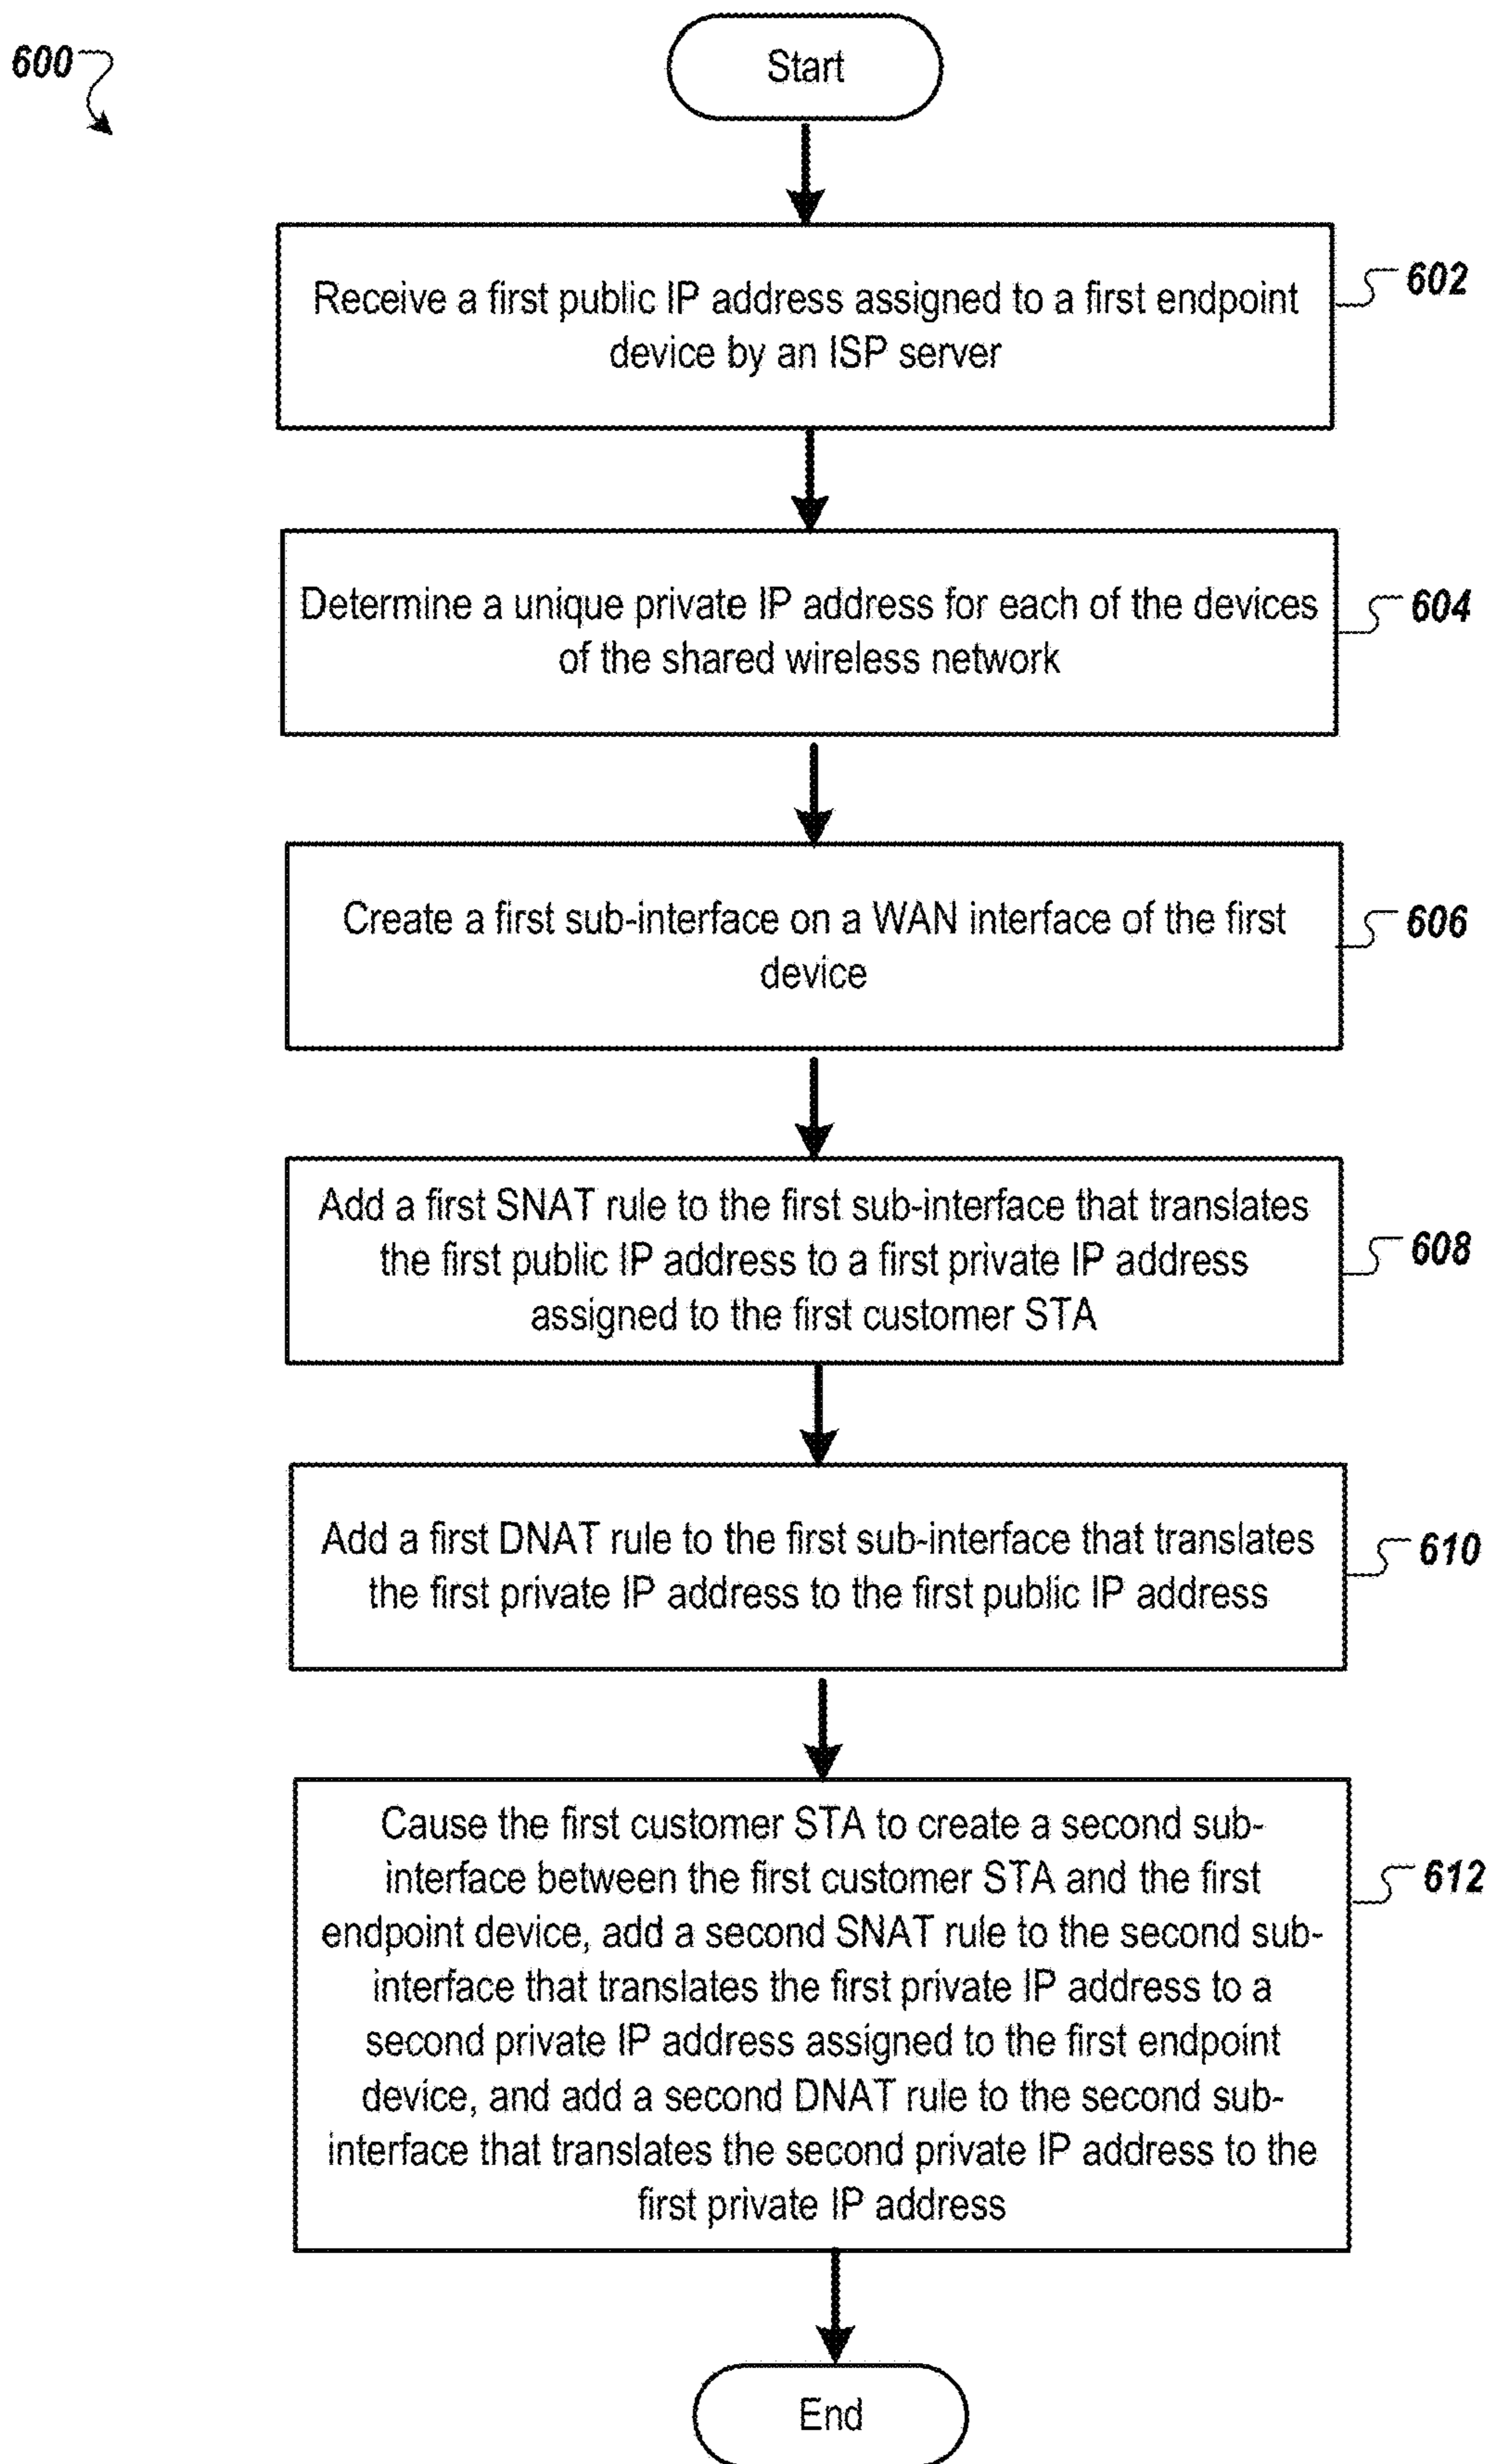 600
Start
Receive a first public IP address assigned to a first endpoint
device by an ISP server
602
Determine a unique private IP address for each of the devices
of the shared wireless network
604
Create a first sub-interface on a WAN interface of the first
device
606
Add a first SNAT rule to the first sub-interface that translates
the first public IP address to a first private IP address
assigned to the first customer STA
608
Add a first DNAT rule to the first sub-interface that translates
the first private IP address to the first public IP address
610
Cause the first customer STA to create a second sub-
interface between the first customer STA and the first
endpoint device, add a second SNAT rule to the second sub-
interface that translates the first private IP address to a
second private IP address assigned to the first endpoint
device, and add a second DNAT rule to the second sub-
interface that translates the second private IP address to the
first private IP address
612
End